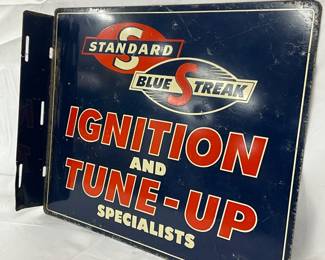 S
STANDARD
BLUE STREAK
IGNITION
AND
TUNE-UP
SPECIALISTS